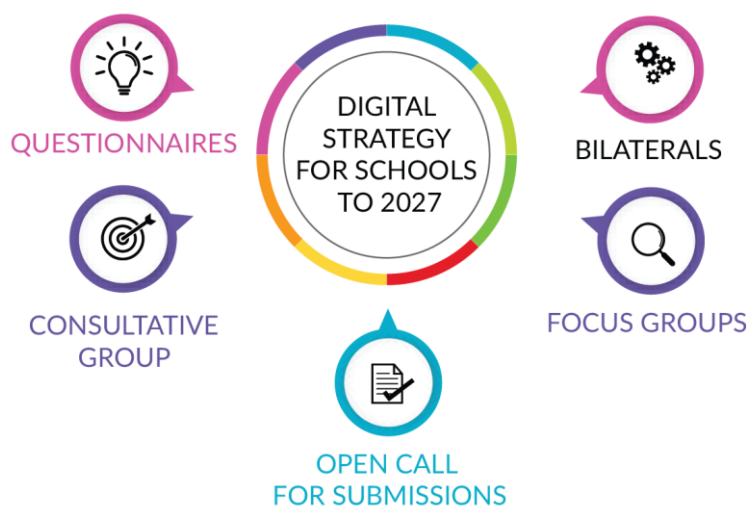 DIGITAL
STRATEGY
FOR SCHOOLS
TO 2027
QUESTIONNAIRES
BILATERALS
CONSULTATIVE
GROUP
FOCUS GROUPS
OPEN CALL
FOR SUBMISSIONS